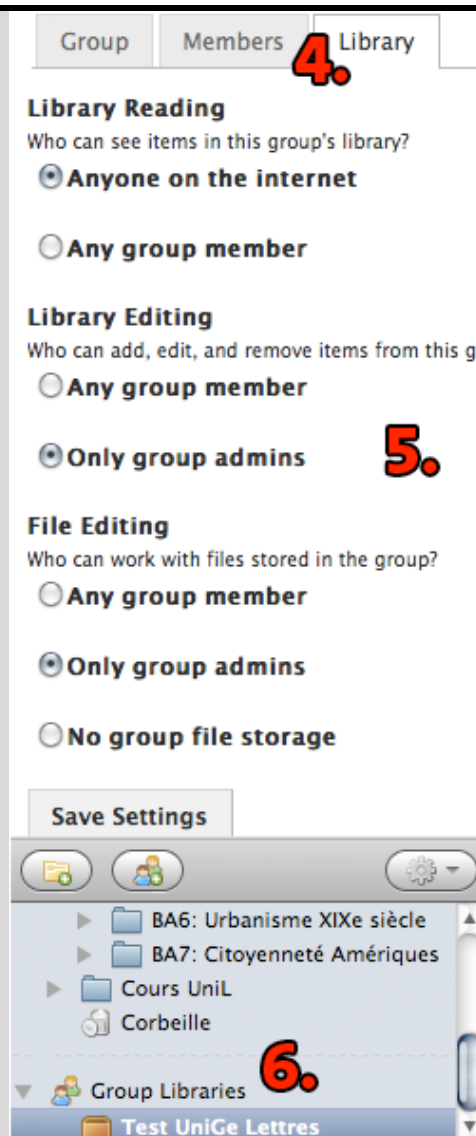 Group Members 4. Library
Library Reading
Who can see items in this group's library?
Anyone on the internet
Any group member
Library Editing
Who can add, edit, and remove items from this g
Any group member
Only group admins 5.
File Editing
Who can work with files stored in the group?
Any group member
Only group admins
No group file storage
Save Settings
BA6: Urbanisme XIXe siècle
BA7: Citoyenneté Amériques
Cours UniL
Corbeille
Group Libraries 6.
Test UniGe Lettres